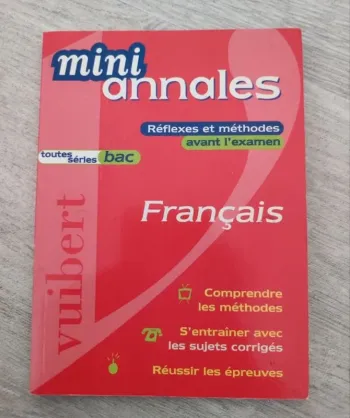 mini
annales
Réflexes et méthodes
avant l'examen
toutes
séries bac
Français
vuibert
Comprendre
les méthodes
S'entraîner avec
les sujets corrigés
Réussir les épreuves